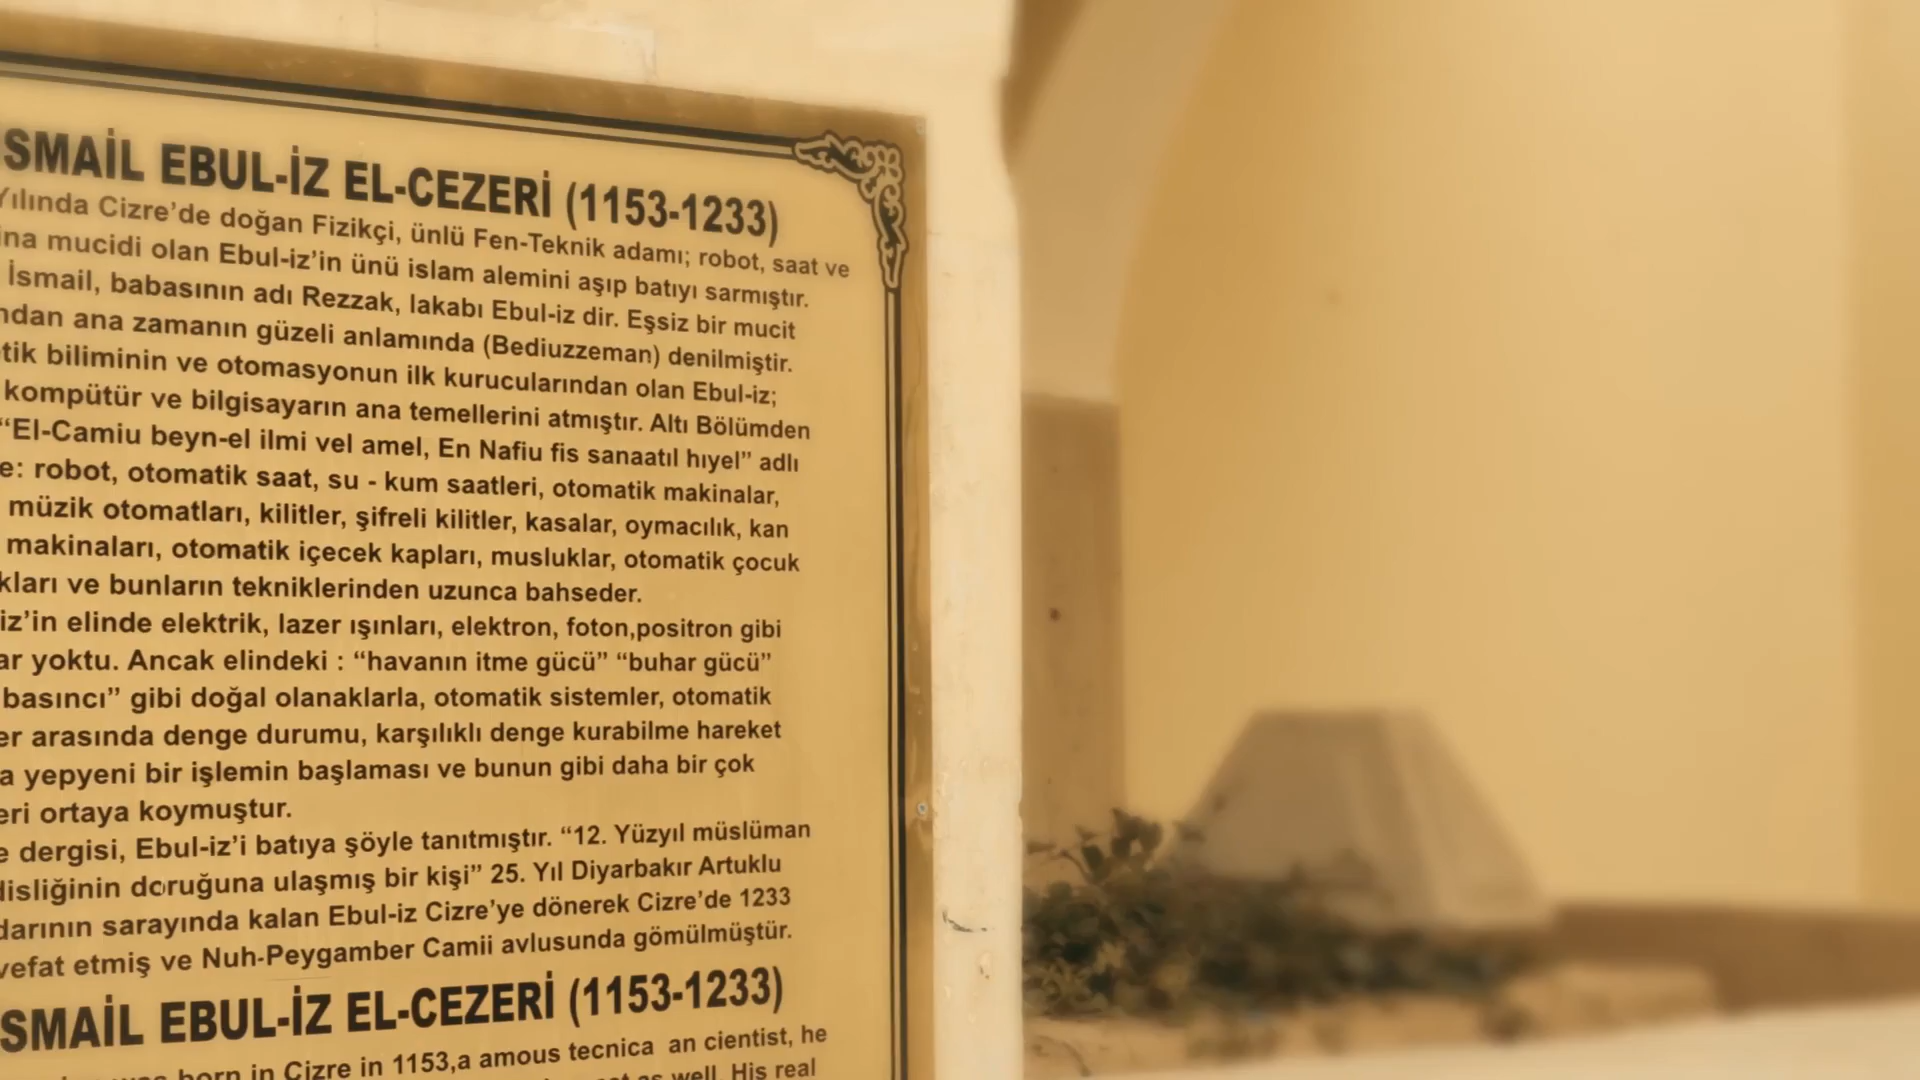 SMAİL EBUL-İZ EL-CEZERİ (1153-1233)
Yılında Cizre’de doğan Fizikçi, ünlü Fen-Teknik adamı; robot, saat ve
ina mucidi olan Ebul-iz’in ünü islam alemini aşıp batıyı sarmıştır.
İsmail, babasının adı Rezzak, lakabı Ebul-iz dir. Eşsiz bir mucit
ndan ana zamanın güzeli anlamında (Bediuzzeman) denilmiştir.
tik biliminin ve otomasyonun ilk kurucularından olan Ebul-iz;
kompütür ve bilgisayarın ana temellerini atmıştır. Altı Bölümden
“El-Camiu beyn-el ilmi vel amel, En Nafiu fis sanaatıl hıyel” adlı
e: robot, otomatik saat, su - kum saatleri, otomatik makinalar,
müzik otomatları, kilitler, şifreli kilitler, kasalar, oymacılık, kan
makinaları, otomatik içecek kapları, musluklar, otomatik çocuk
kları ve bunların tekniklerinden uzunca bahseder.
iz’in elinde elektrik, lazer ışınları, elektron, foton,positron gibi
ar yoktu. Ancak elindeki : “havanın itme gücü” “buhar gücü”
basıncı” gibi doğal olanaklarla, otomatik sistemler, otomatik
er arasında denge durumu, karşılıklı denge kurabilme hareket
a yepyeni bir işlemin başlaması ve bunun gibi daha bir çok
eri ortaya koymuştur.
e dergisi, Ebul-iz’i batıya şöyle tanıtmıştır. “12. Yüzyıl müslüman
disliğinin doruğuna ulaşmış bir kişi” 25. Yıl Diyarbakır Artuklu
darının sarayında kalan Ebul-iz Cizre’ye dönerek Cizre’de 1233
vefat etmiş ve Nuh-Peygamber Camii avlusunda gömülmüştür.
SMAİL EBUL-İZ EL-CEZERİ (1153-1233)
was born in Cizre in 1153,a amous tecnica an cientist, he
as well. His real